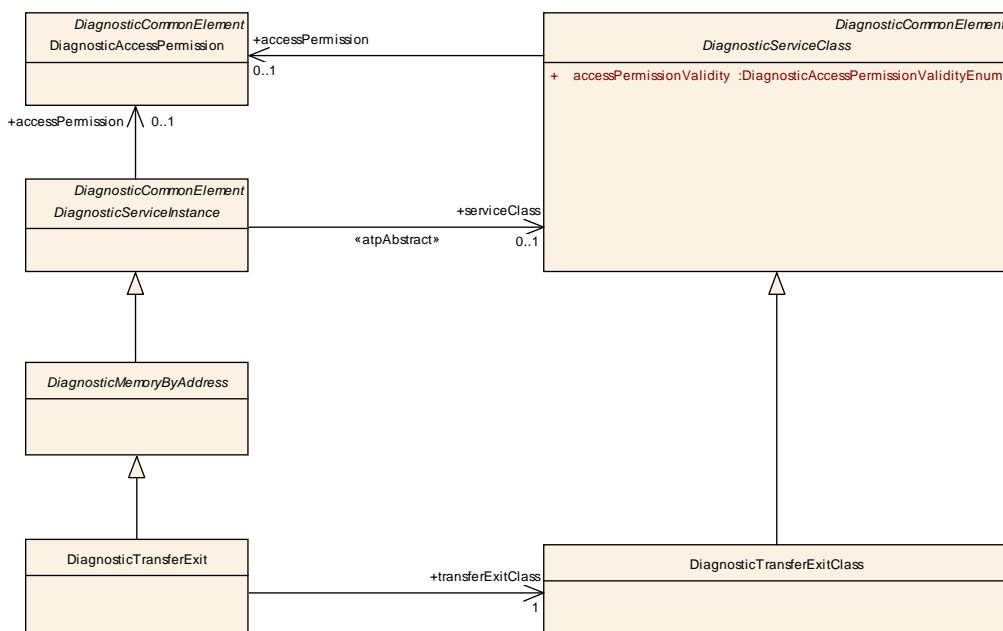 DiagnosticCommonElement
DiagnosticAccessPermission
+accessPermission
0..1
DiagnosticCommonElement
DiagnosticServiceClass
+ accessPermissionValidity :DiagnosticAccessPermissionValidityEnum
+accessPermission
0..1
DiagnosticCommonElement
DiagnosticServiceInstance
+serviceClass
«atpAbstract»
0..1
DiagnosticMemoryByAddress
DiagnosticTransferExit
+transferExitClass
1
DiagnosticTransferExitClass